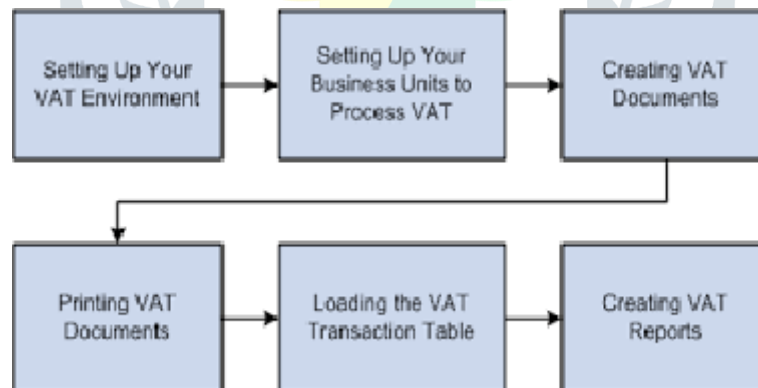 Setting Up Your
VAT Environment
Setting Up Your
Business Units to
Process VAT
Creating VAT
Documents
Printing VAT
Documents
Loading the VAT
Transaction Table
Creating VAT
Reports